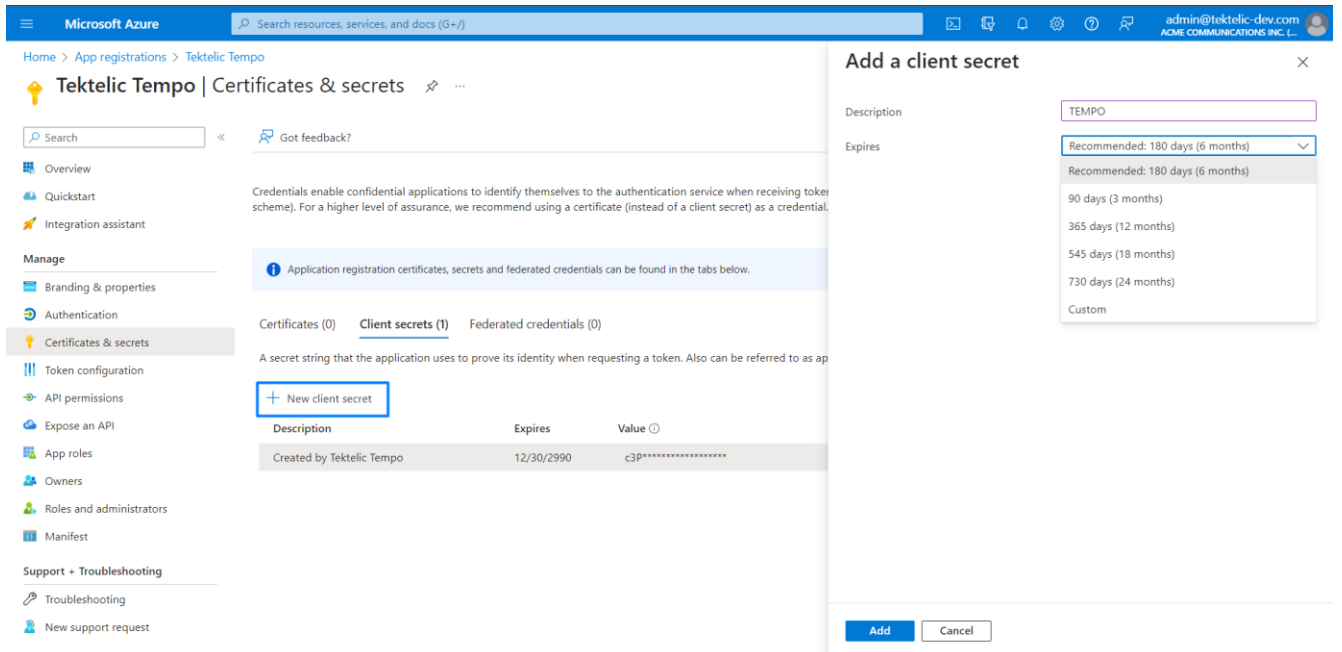 Microsoft Azure
Search resources, services, and docs (G+/)
admin@tektelic-dev.com
ACME COMMUNICATIONS INC. (...
Home > App registrations > Tektelic Tempo
Tektelic Tempo | Certificates & secrets
Search
Got feedback?
Overview
Quickstart
Integration assistant
Manage
Branding & properties
Authentication
Certificates & secrets
Token configuration
API permissions
Expose an API
App roles
Owners
Roles and administrators
Manifest
Support + Troubleshooting
Troubleshooting
New support request
Credentials enable confidential applications to identify themselves to the authentication service when receiving toker
scheme). For a higher level of assurance, we recommend using a certificate (instead of a client secret) as a credential.
Application registration certificates, secrets and federated credentials can be found in the tabs below.
Certificates (0) Client secrets (1) Federated credentials (0)
A secret string that the application uses to prove its identity when requesting a token. Also can be referred to as ap
+ New client secret
Description Expires Value
Created by Tektelic Tempo 12/30/2990 c3P******************
Add a client secret
Description TEMPO
Expires Recommended: 180 days (6 months)
Recommended: 180 days (6 months)
90 days (3 months)
365 days (12 months)
545 days (18 months)
730 days (24 months)
Custom
Add Cancel